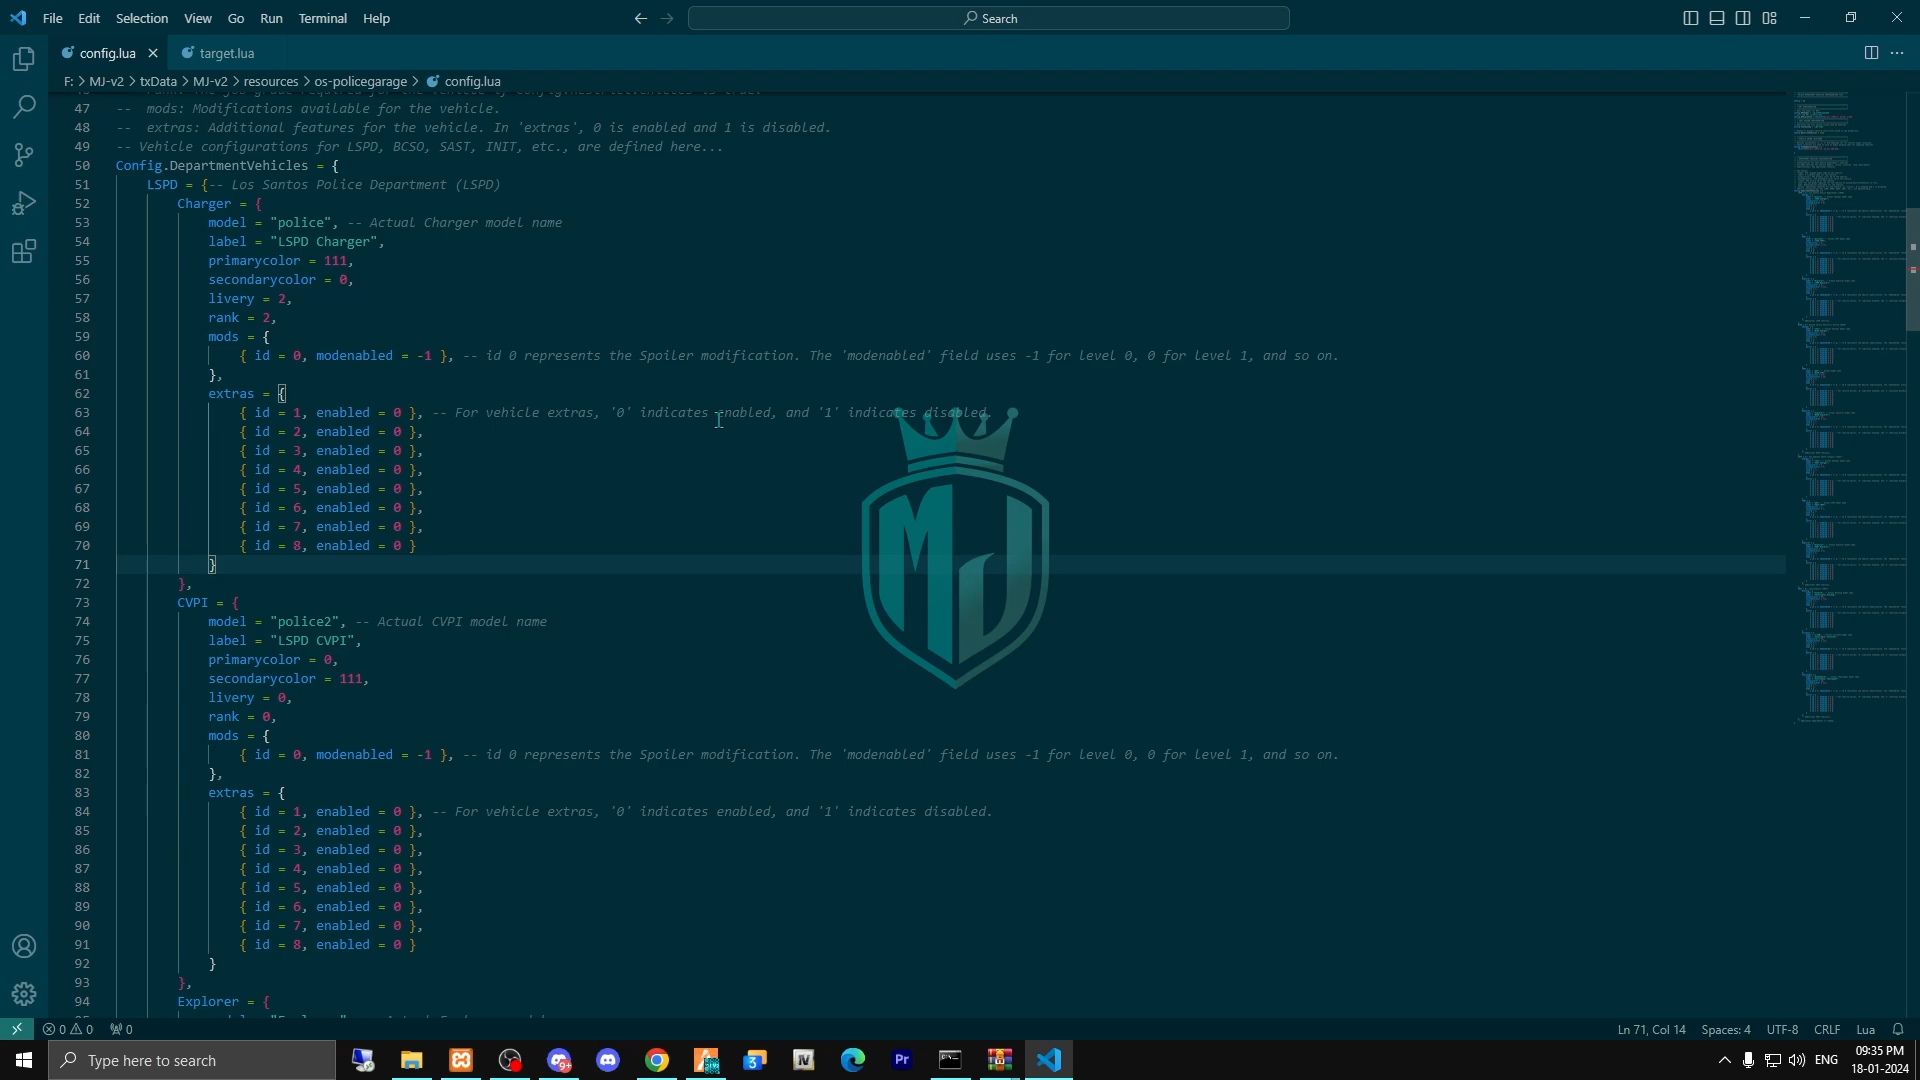 File Edit Selection View Go Run Terminal Help
Search
config.lua
target.lua
F: > MJ-v2 > txData > MJ-v2 > resources > os-policegarage > config.lua
47 -- mods: Modifications available for the vehicle.
48 -- extras: Additional features for the vehicle. In 'extras', 0 is enabled and 1 is disabled.
49 -- Vehicle configurations for LSPD, BCSO, SAST, INIT, etc., are defined here...
50 Config.DepartmentVehicles = {
51 LSPD = {-- Los Santos Police Department (LSPD)
52 Charger = {
53 model = "police", -- Actual Charger model name
54 label = "LSPD Charger",
55 primarycolor = 111,
56 secondarycolor = 0,
57 livery = 2,
58 rank = 2,
59 mods = {
60 { id = 0, modenabled = -1 }, -- id 0 represents the Spoiler modification. The 'modenabled' field uses -1 for level 0, 0 for level 1, and so on.
61 },
62 extras = {
63 { id = 1, enabled = 0 }, -- For vehicle extras, '0' indicates enabled, and '1' indicates disabled.
64 { id = 2, enabled = 0 },
65 { id = 3, enabled = 0 },
66 { id = 4, enabled = 0 },
67 { id = 5, enabled = 0 },
68 { id = 6, enabled = 0 },
69 { id = 7, enabled = 0 },
70 { id = 8, enabled = 0 }
71 }
72 },
73 CVPI = {
74 model = "police2", -- Actual CVPI model name
75 label = "LSPD CVPI",
76 primarycolor = 0,
77 secondarycolor = 111,
78 livery = 0,
79 rank = 0,
80 mods = {
81 { id = 0, modenabled = -1 }, -- id 0 represents the Spoiler modification. The 'modenabled' field uses -1 for level 0, 0 for level 1, and so on.
82 },
83 extras = {
84 { id = 1, enabled = 0 }, -- For vehicle extras, '0' indicates enabled, and '1' indicates disabled.
85 { id = 2, enabled = 0 },
86 { id = 3, enabled = 0 },
87 { id = 4, enabled = 0 },
88 { id = 5, enabled = 0 },
89 { id = 6, enabled = 0 },
90 { id = 7, enabled = 0 },
91 { id = 8, enabled = 0 }
92 }
93 },
94 Explorer = {
MJ
0 0 0
Ln 71, Col 14 Spaces: 4 UTF-8 CRLF Lua
Type here to search
9+
3
IV
Pr
ENG
09:35 PM
18-01-2024